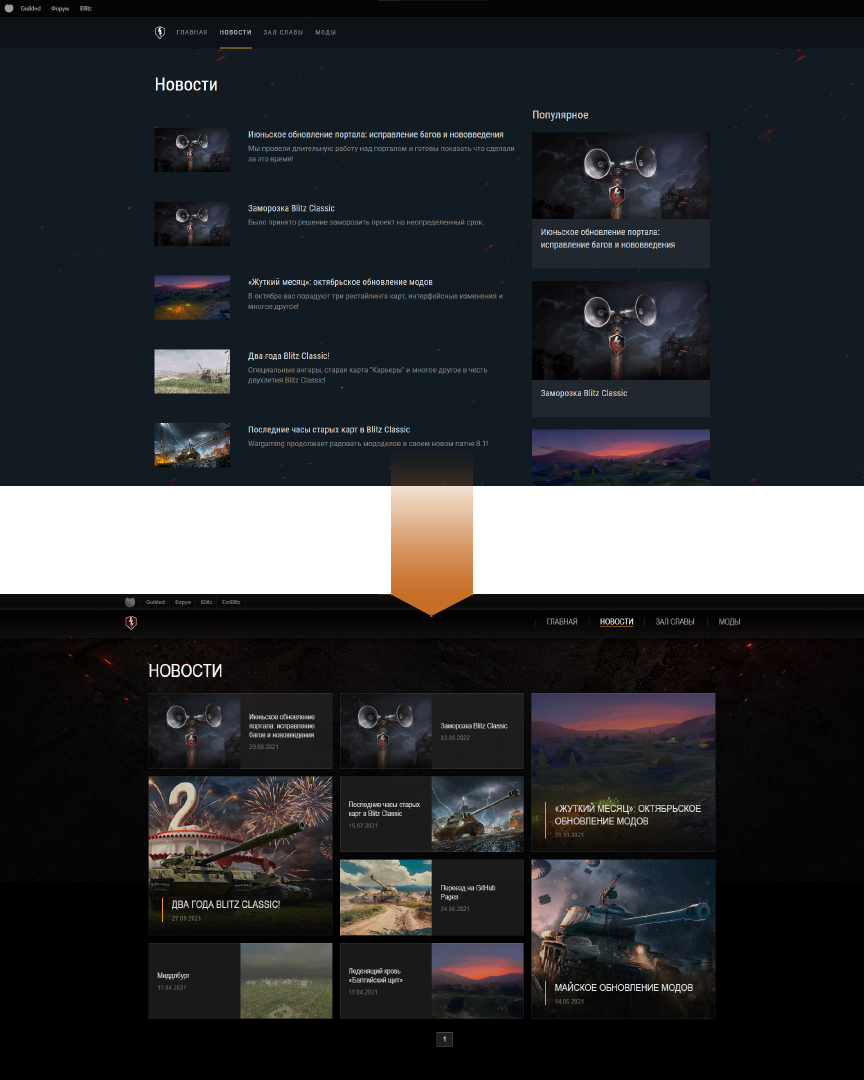 Guilded Форум iBlitz
ГЛАВНАЯ НОВОСТИ ЗАЛ СЛАВЫ МОДЫ
Новости
Июньское обновление портала: исправление багов и нововведения
Мы провели длительную работу над порталом и готовы показать что сделали
за это время!
Заморозка Blitz Classic
Было принято решение заморозить проект на неопределенный срок.
«Жуткий месяц»: октябрьское обновление модов
В октябре вас порадуют три рестайлинга карт, интерфейсные изменения и
многое другое!
Два года Blitz Classic!
Специальные ангары, старая карта "Карьеры" и многое другое в честь
двухлетия Blitz Classic!
Последние часы старых карт в Blitz Classic
Wargaming продолжает радовать мододелов в своем новом патче 8.1!
Популярное
Июньское обновление портала:
исправление багов и нововведения
Заморозка Blitz Classic
Guilded Форум iBlitz ForBlitz
ГЛАВНАЯ НОВОСТИ ЗАЛ СЛАВЫ МОДЫ
НОВОСТИ
Июньское обновление
портала: исправление
багов и нововведения
29.06.2021
Заморозка Blitz Classic
03.06.2022
«ЖУТКИЙ МЕСЯЦ»: ОКТЯБРЬСКОЕ
ОБНОВЛЕНИЕ МОДОВ
31.10.2021
2
ДВА ГОДА BLITZ CLASSIC!
27.09.2021
Последние часы старых
карт в Blitz Classic
15.07.2021
Переезд на GitHub
Pages
24.06.2021
МАЙСКОЕ ОБНОВЛЕНИЕ МОДОВ
14.05.2021
Миддлбург
11.04.2021
Леденящий кровь
«Балтийский щит»
11.04.2021
1